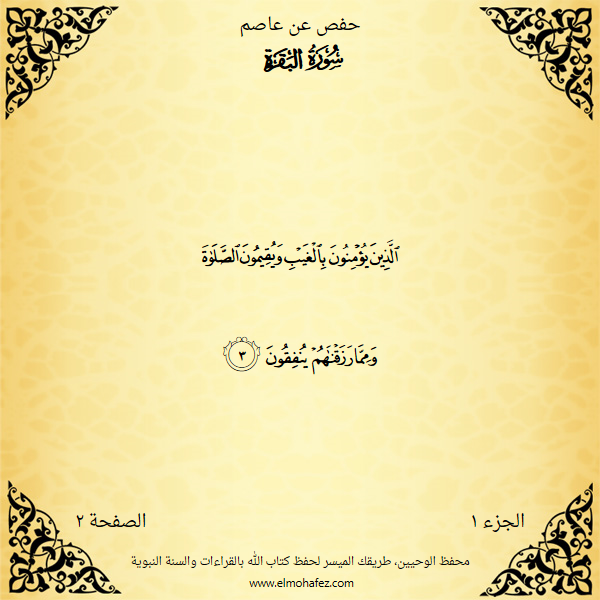 حفص عن عاصم
سُورَةُ البَقَرَةِ
ٱلَّذِينَ يُؤۡمِنُونَ بِٱلۡغَيۡبِ وَيُقِيمُونَ ٱلصَّلَوٰةَ
وَمِمَّا رَزَقۡنَٰهُمۡ يُنفِقُونَ ٣
الجزء ١
الصفحة ٢
محفظ الوحيين، طريقك الميسر لحفظ كتاب الله بالقراءات والسنة النبوية
www.elmohafez.com